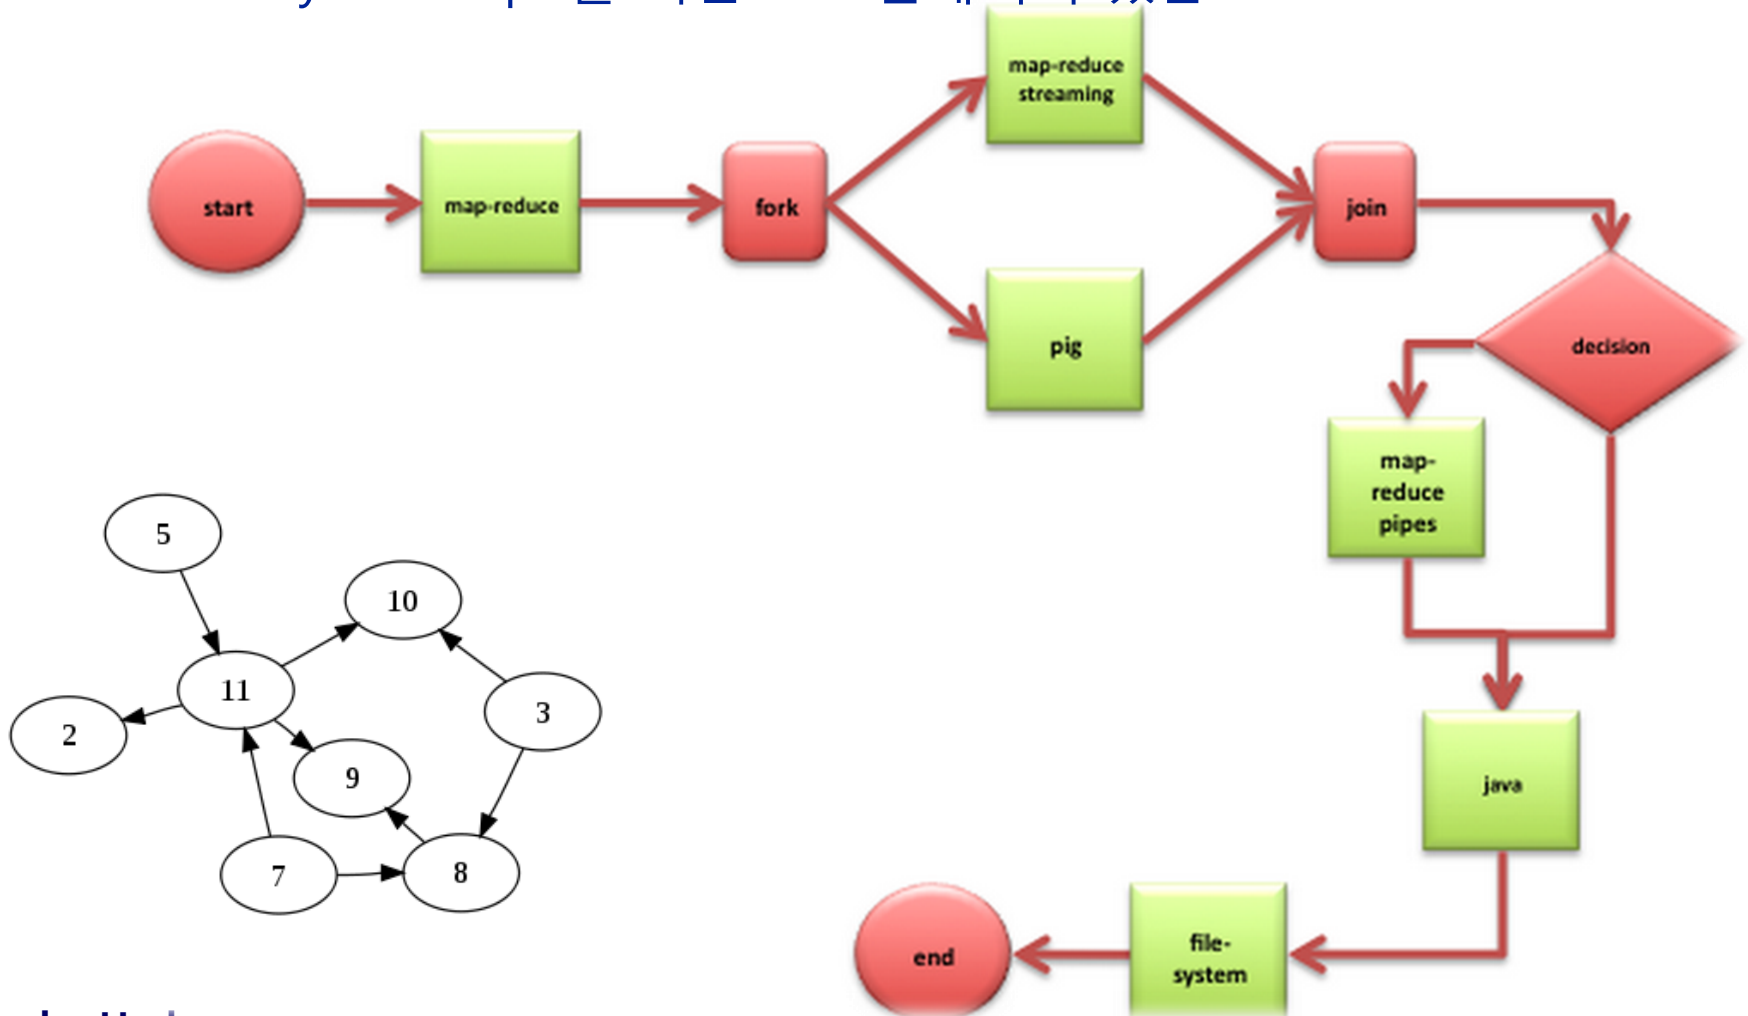 map-reduce
streaming
start
map-reduce
fork
join
pig
decision
map-
reduce
pipes
5
10
11
3
2
9
7
8
java
file-
system
end